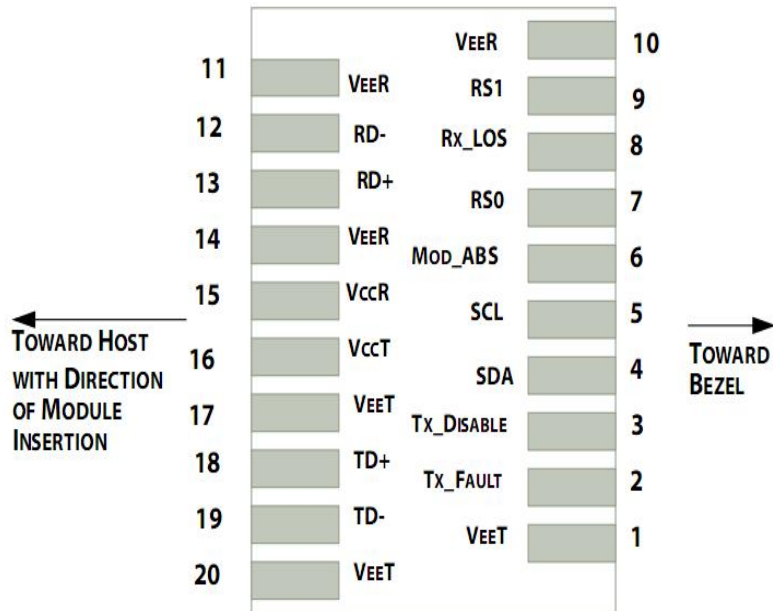 11 VEER
12 RD-
13 RD+
14 VEER
15 VCCR
16 VCCT
17 VEET
18 TD+
19 TD-
20 VEET
VEER 10
RS1 9
RX_LOS 8
RS0 7
MOD_ABS 6
SCL 5
SDA 4
TX_DISABLE 3
TX_FAULT 2
VEET 1
TOWARD HOST
WITH DIRECTION
OF MODULE
INSERTION
TOWARD
BEZEL